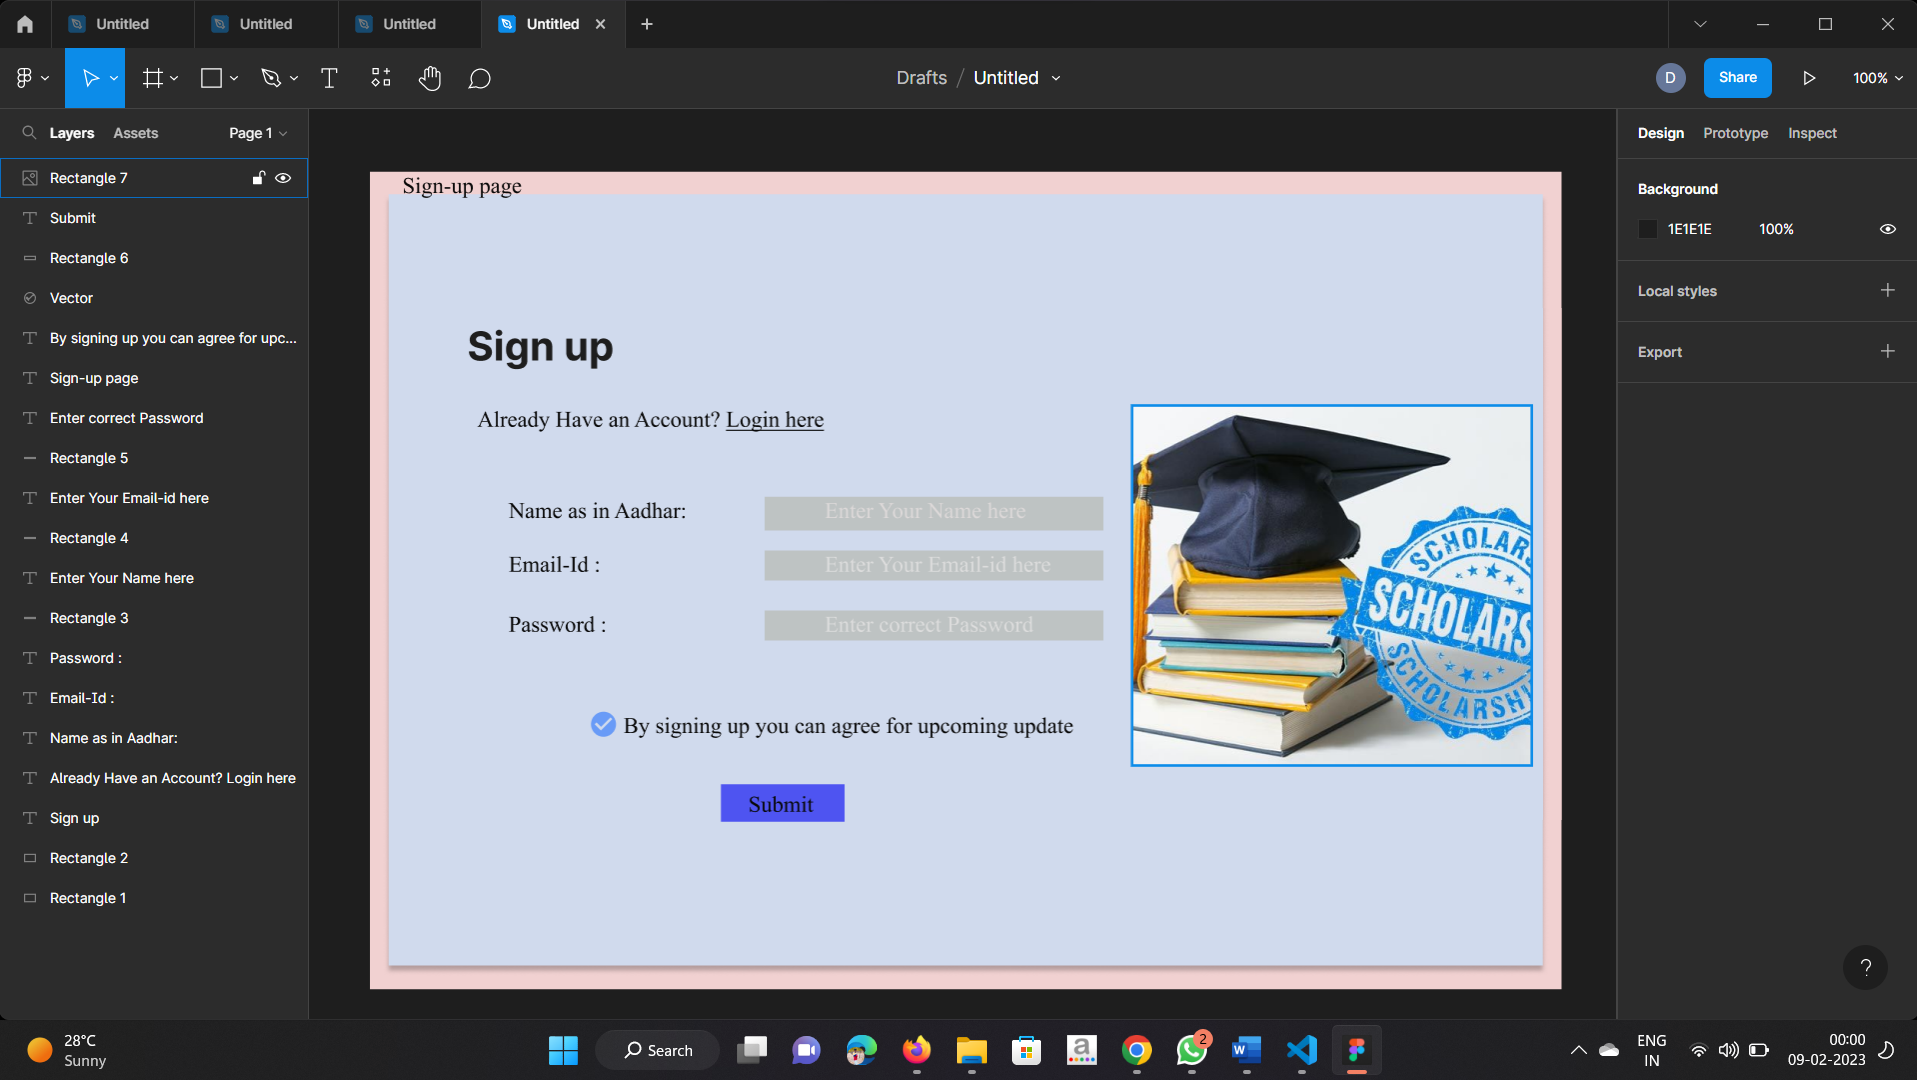 Untitled
Untitled
Untitled
Untitled
Drafts / Untitled
D
Share
100%
Layers
Assets
Page 1
Rectangle 7
Submit
Rectangle 6
Vector
By signing up you can agree for upc...
Sign-up page
Enter correct Password
Rectangle 5
Enter Your Email-id here
Rectangle 4
Enter Your Name here
Rectangle 3
Password :
Email-Id :
Name as in Aadhar:
Already Have an Account? Login here
Sign up
Rectangle 2
Rectangle 1
Sign-up page
Sign up
Already Have an Account? Login here
Name as in Aadhar:
Enter Your Name here
Email-Id :
Enter Your Email-id here
Password :
Enter correct Password
By signing up you can agree for upcoming update
Submit
SCHOLAR
SCHOLARS
SCHOLARSHI
Design
Prototype
Inspect
Background
1E1E1E
100%
Local styles
Export
?
28°C
Sunny
Search
a
2
W
ENG
IN
00:00
09-02-2023